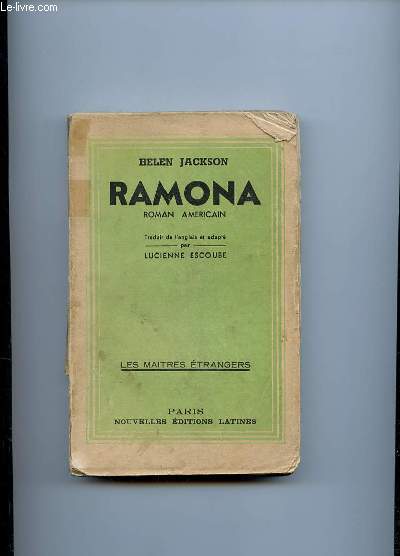 Le-livre.com
HELEN JACKSON
RAMONA
ROMAN AMERICAIN
Traduit de l'anglais et adapté
par
LUCIENNE ESCOUBE
LES MAITRES ÉTRANGERS
PARIS
NOUVELLES ÉDITIONS LATINES